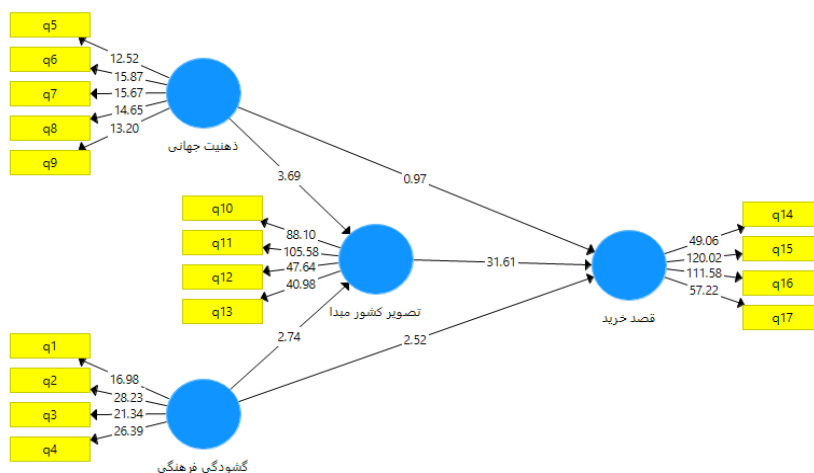 q5
q6
q7
q8
q9
12.52
15.87
15.67
14.65
13.20
ذهنیت جهانی
3.69
0.97
q10
q11
q12
q13
88.10
105.58
47.64
40.98
تصویر کشور مبدا
31.61
q14
q15
q16
q17
49.06
120.02
111.58
57.22
قصد خرید
2.74
2.52
q1
q2
q3
q4
16.98
28.23
21.34
26.39
گشودگی فرهنگی